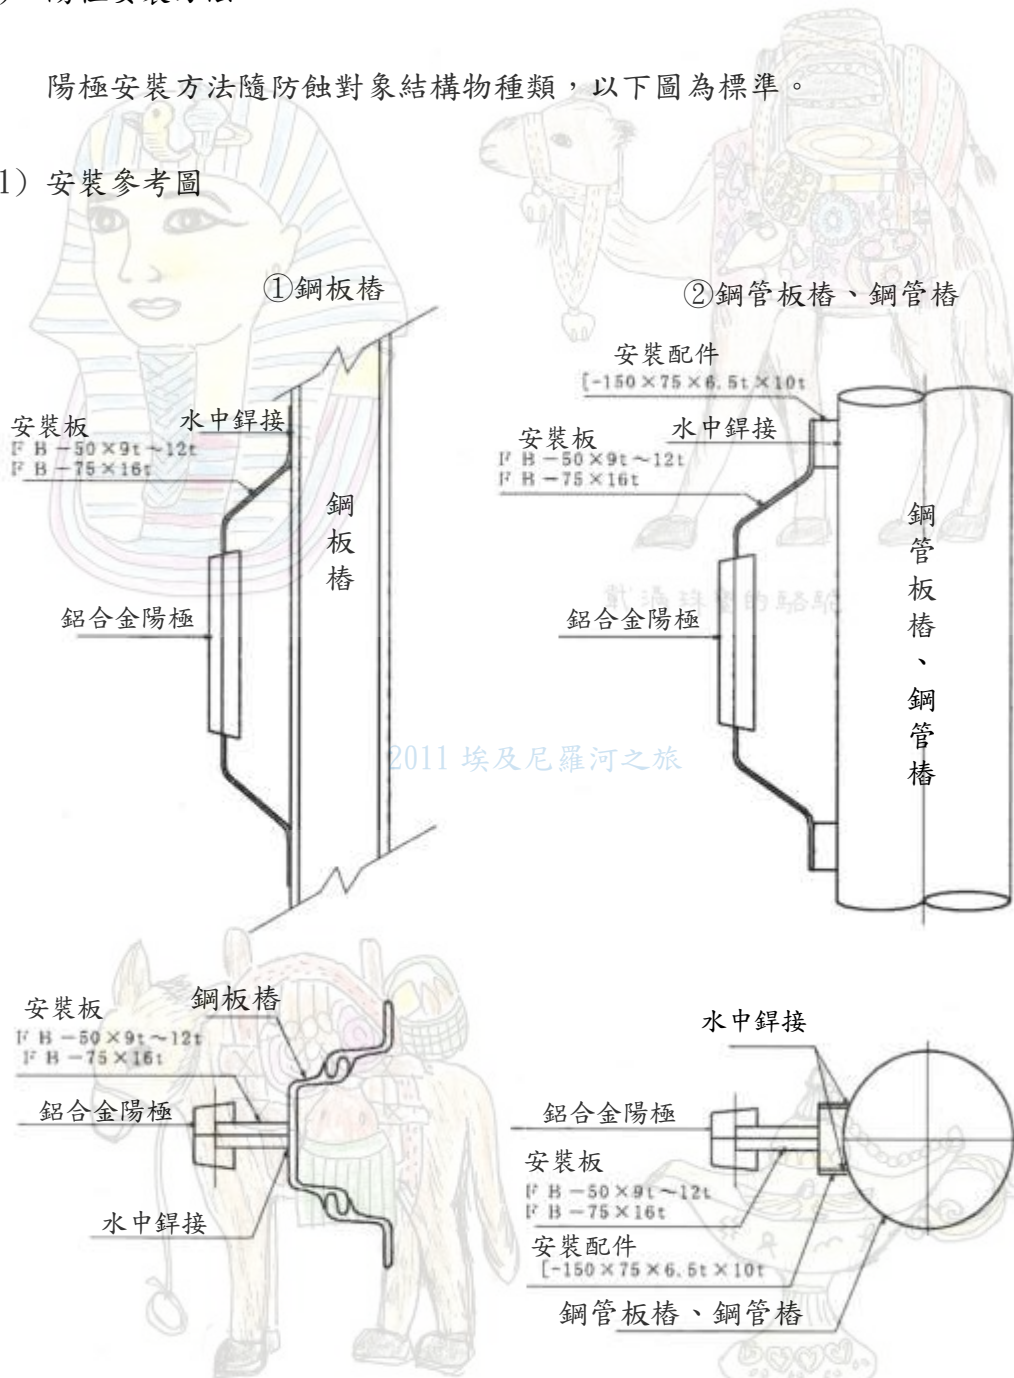 陽極安裝方法隨防蝕對象結構物種類，以下圖為標準。
1) 安裝參考圖
①鋼板樁
②鋼管板樁、鋼管樁
安裝配件
[-150×75×6.5t×10t
安裝板
FB-50×9t~12t
FB-75×16t
水中銲接
鋼板樁
鋁合金陽極
安裝板
FB-50×9t~12t
FB-75×16t
水中銲接
鋼管板樁、鋼管樁
鋁合金陽極
戴滿珠寶的駱駝
2011 埃及尼羅河之旅
安裝板
FB-50×9t~12t
FB-75×16t
鋼板樁
鋁合金陽極
水中銲接
水中銲接
鋁合金陽極
安裝板
FB-50×9t~12t
FB-75×16t
安裝配件
[-150×75×6.5t×10t
鋼管板樁、鋼管樁